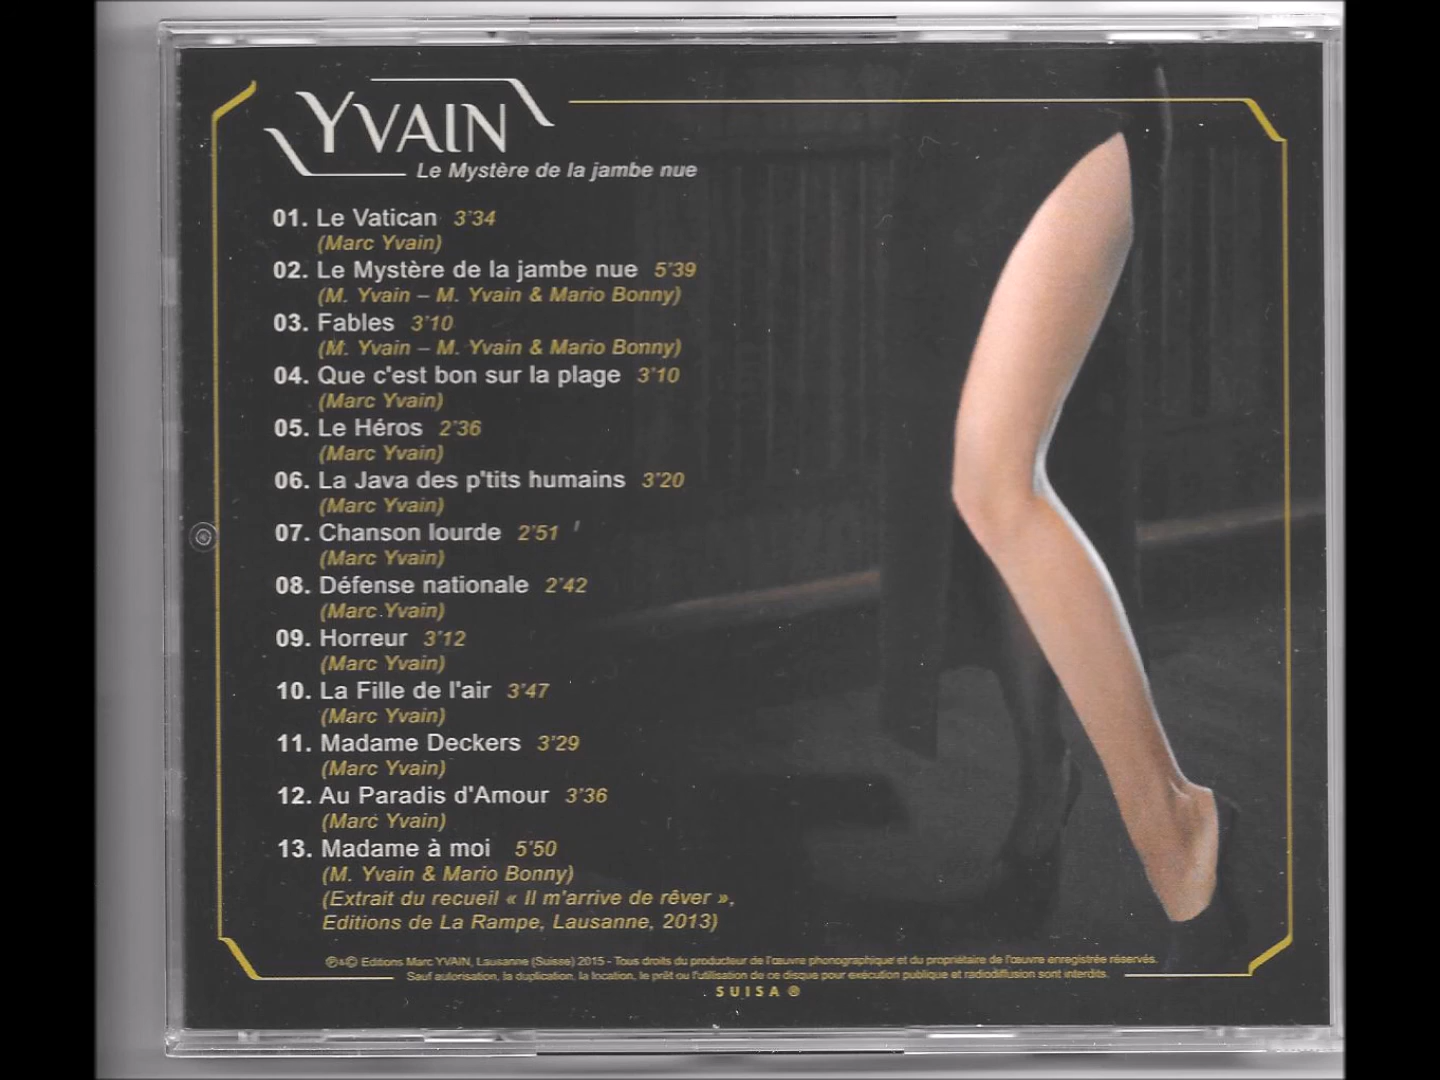 YVAIN
Le Mystère de la jambe nue
01. Le Vatican 3'34
(Marc Yvain)
02. Le Mystère de la jambe nue 5'39
(M. Yvain – M. Yvain & Mario Bonny)
03. Fables 3'10
(M. Yvain – M. Yvain & Mario Bonny)
04. Que c'est bon sur la plage 3'10
(Marc Yvain)
05. Le Héros 2'36
(Marc Yvain)
06. La Java des p'tits humains 3'20
(Marc Yvain)
07. Chanson lourde 2'51
(Marc Yvain)
08. Défense nationale 2'42
(Marc Yvain)
09. Horreur 3'12
(Marc Yvain)
10. La Fille de l'air 3'47
(Marc Yvain)
11. Madame Deckers 3'29
(Marc Yvain)
12. Au Paradis d'Amour 3'36
(Marc Yvain)
13. Madame à moi 5'50
(M. Yvain & Mario Bonny)
(Extrait du recueil « Il m'arrive de rêver »,
Editions de La Rampe, Lausanne, 2013)
℗&© Editions Marc YVAIN, Lausanne (Suisse) 2015 - Tous droits du producteur de l'œuvre phonographique et du propriétaire de l'œuvre enregistrée réservés.
Sauf autorisation, la duplication, la location, le prêt ou l'utilisation de ce disque pour exécution publique et radiodiffusion sont interdits.
SUISA ®